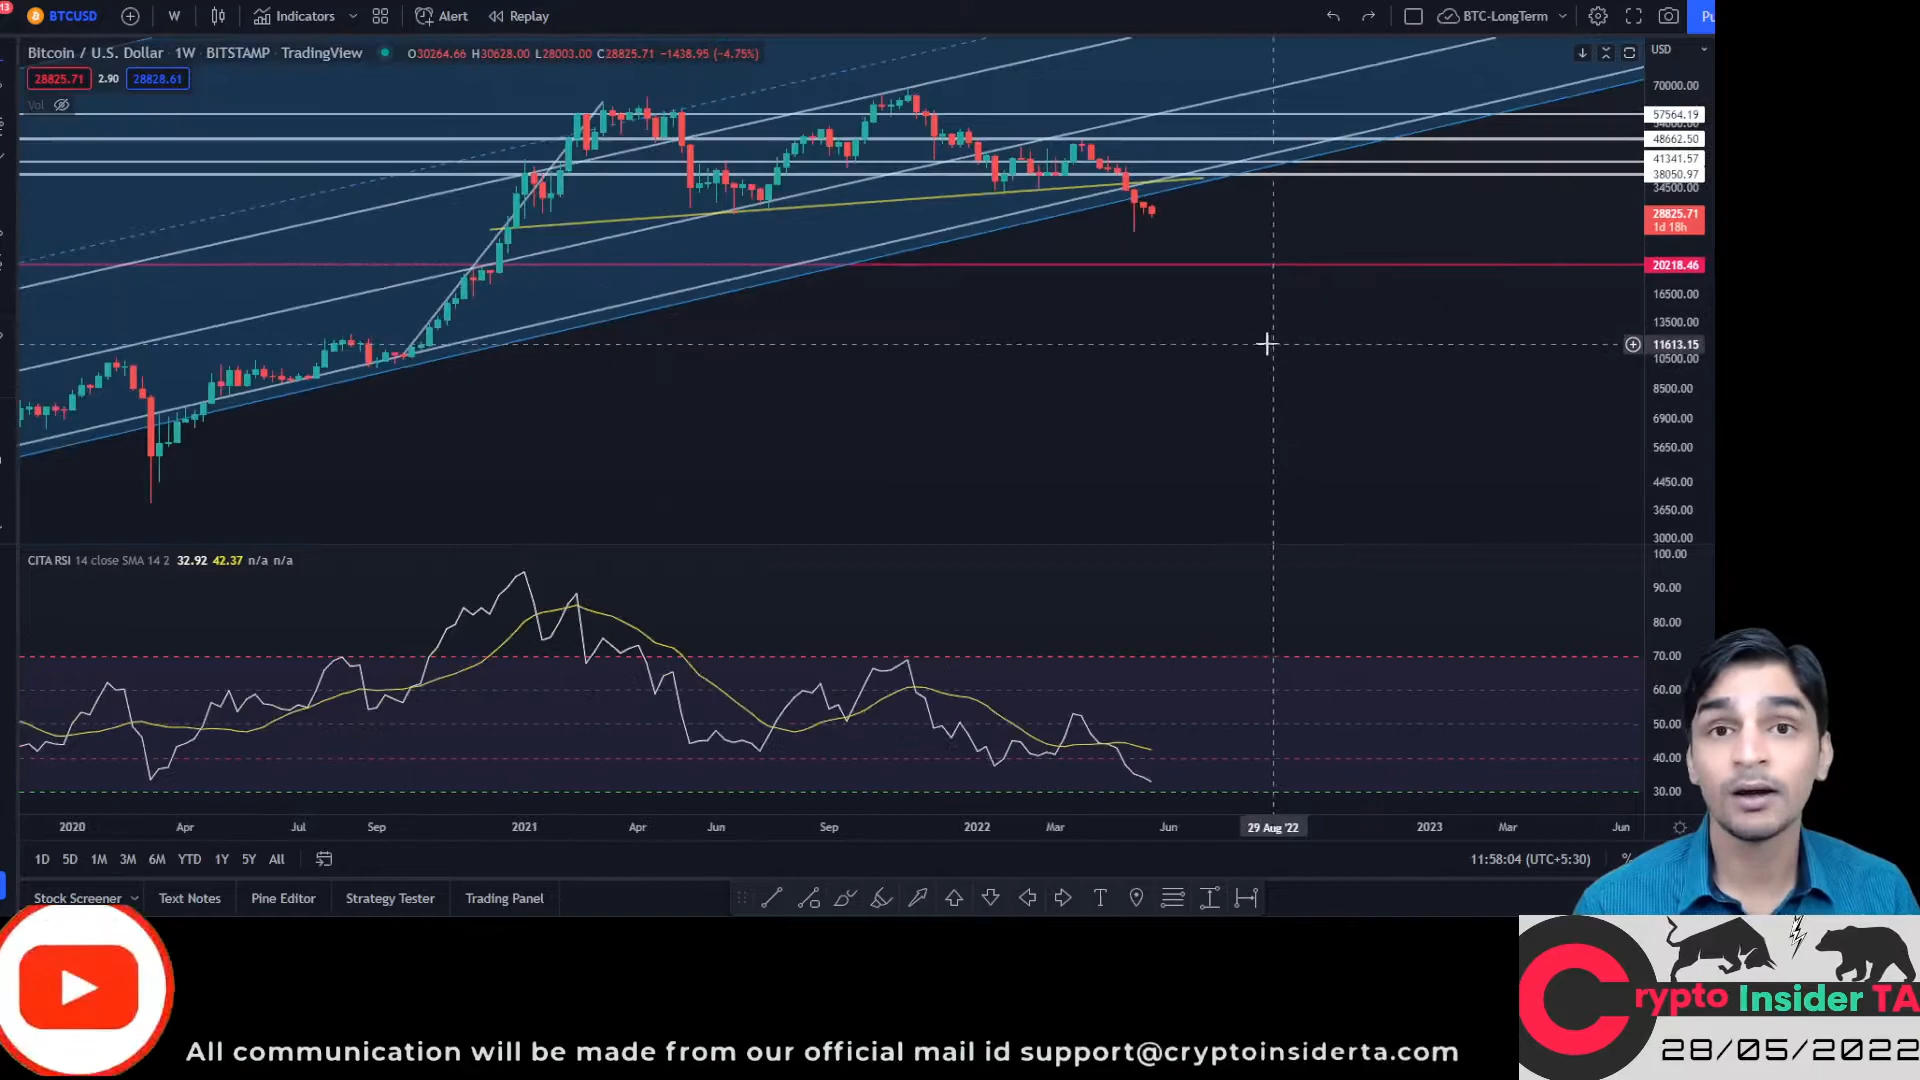 13
BTCUSD W Indicators Alert Replay BTC-LongTerm Pu
Bitcoin / U.S. Dollar 1W BITSTAMP TradingView O30264.66 H30628.00 L28003.00 C28825.71 −1438.95 (−4.75%) USD
28825.71 2.90 28828.61
Vol
70000.00
57564.19
48662.50
41341.57
38050.97
34500.00
28825.71
1d 18h
20218.46
16500.00
13500.00
11613.15
10500.00
8500.00
6900.00
5650.00
4450.00
3650.00
3000.00
CITA RSI 14 close SMA 14 2 32.92 42.37 n/a n/a
100.00
90.00
80.00
70.00
60.00
50.00
40.00
30.00
2020 Apr Jul Sep 2021 Apr Jun Sep 2022 Mar Jun 29 Aug '22 2023 Mar Jun
1D 5D 1M 3M 6M YTD 1Y 5Y All 11:58:04 (UTC+5:30) %
Stock Screener Text Notes Pine Editor Strategy Tester Trading Panel
Crypto Insider TA
28/05/2022
All communication will be made from our official mail id support@cryptoinsiderta.com